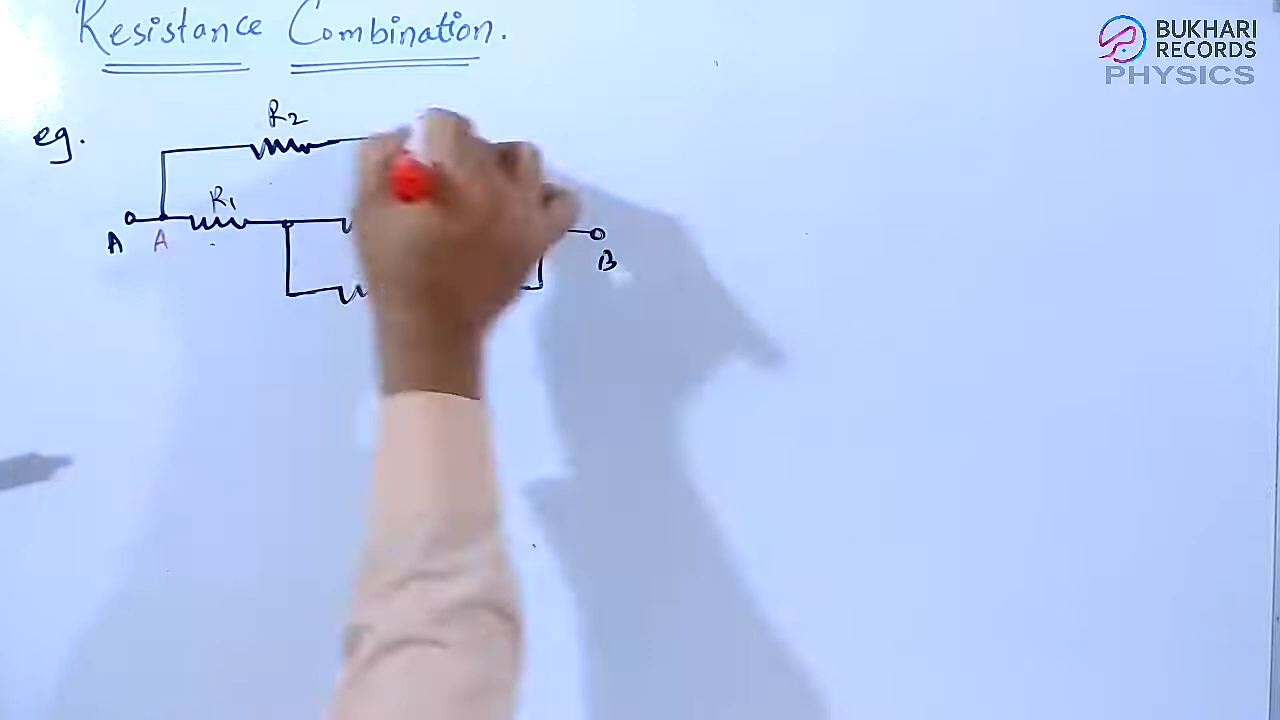 Resistance Combination.
BUKHARI
RECORDS
PHYSICS
eg.
R2
R1
A
A
B